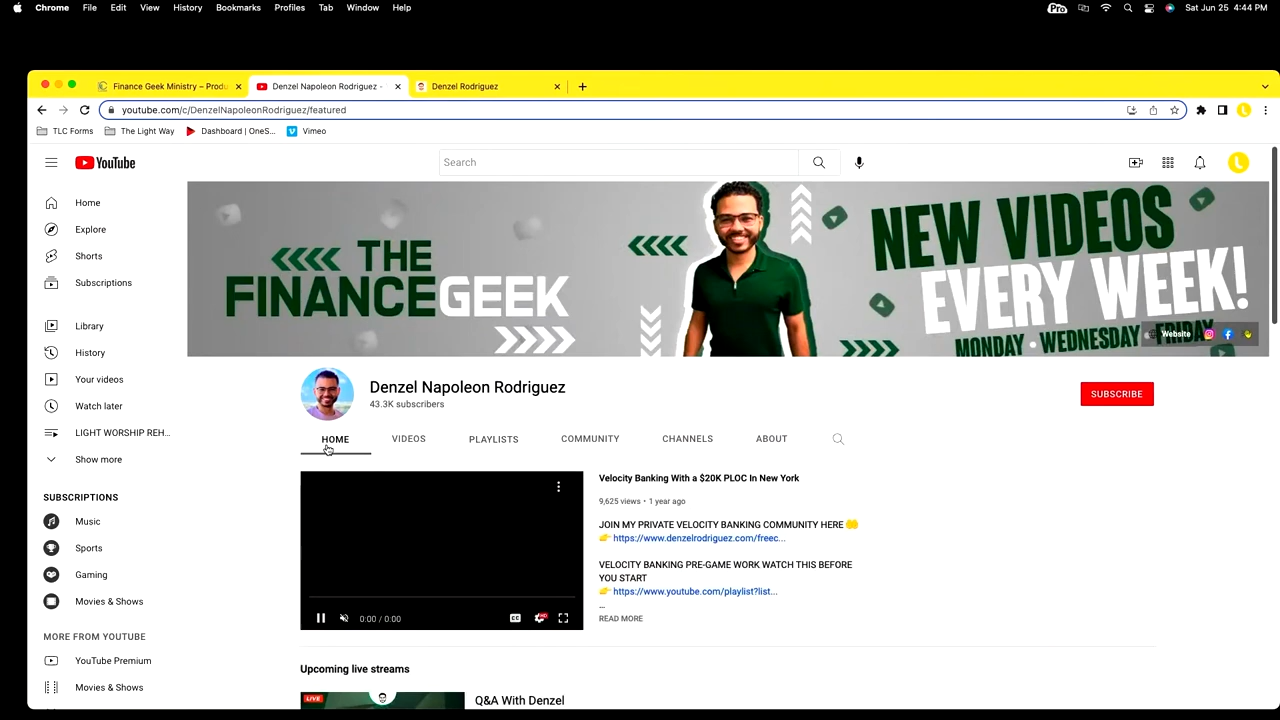 Chrome File Edit View History Bookmarks Profiles Tab Window Help
Pro Sat Jun 25 4:44 PM
Finance Geek Ministry – Produ
Denzel Napoleon Rodriguez -
Denzel Rodriguez
youtube.com/c/DenzelNapoleonRodriguez/featured
TLC Forms The Light Way Dashboard | OneS... Vimeo
YouTube
Search
L
Home
Explore
Shorts
Subscriptions
Library
History
Your videos
Watch later
LIGHT WORSHIP REH...
Show more
SUBSCRIPTIONS
Music
Sports
Gaming
Movies & Shows
MORE FROM YOUTUBE
YouTube Premium
Movies & Shows
THE
FINANCEGEEK
NEW VIDEOS
EVERY WEEK!
MONDAY WEDNESDAY FRIDAY
Website
Denzel Napoleon Rodriguez
43.3K subscribers
SUBSCRIBE
HOME VIDEOS PLAYLISTS COMMUNITY CHANNELS ABOUT
0:00 / 0:00
CC
HD
Velocity Banking With a $20K PLOC In New York
9,625 views • 1 year ago
JOIN MY PRIVATE VELOCITY BANKING COMMUNITY HERE
https://www.denzelrodriguez.com/freec...
VELOCITY BANKING PRE-GAME WORK WATCH THIS BEFORE
YOU START
https://www.youtube.com/playlist?list...
...
READ MORE
Upcoming live streams
LIVE
Q&A With Denzel